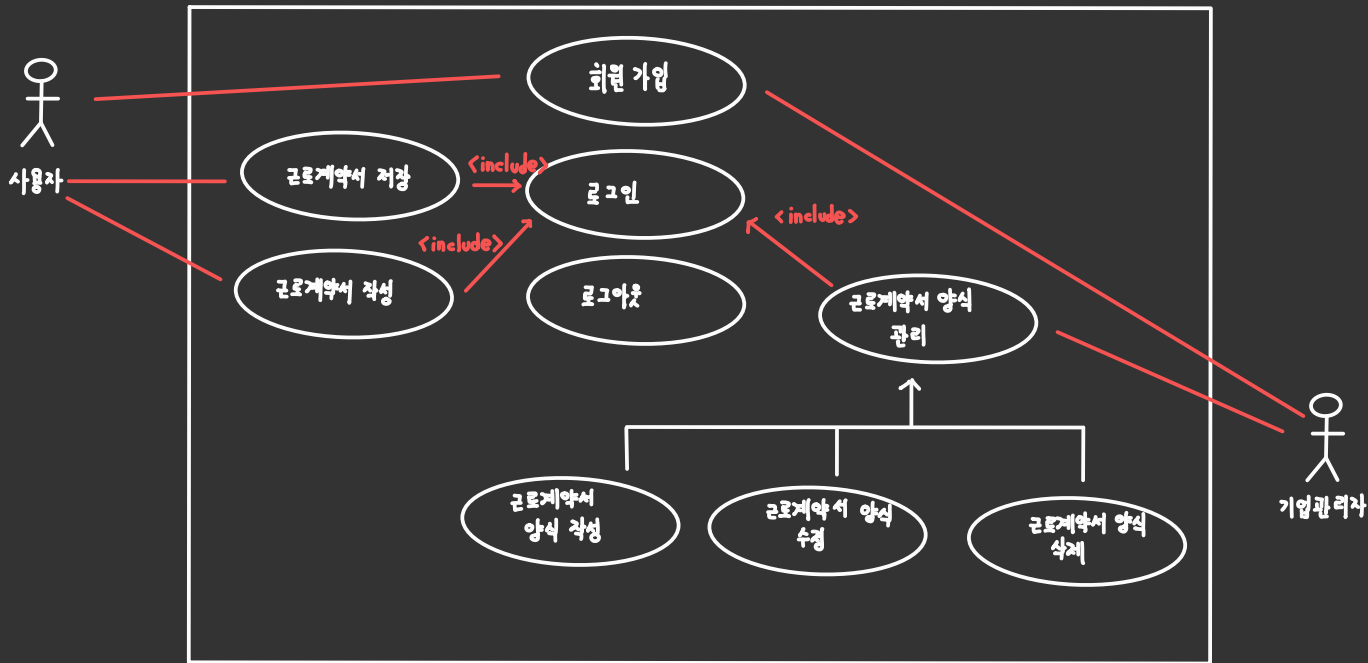 회원 가입
사용자
근로계약서 저장
<include>
로그인
<include>
<include>
근로계약서 작성
로그아웃
근로계약서 양식
관리
근로계약서
양식 작성
근로계약서 양식
수정
근로계약서 양식
삭제
기업관리자